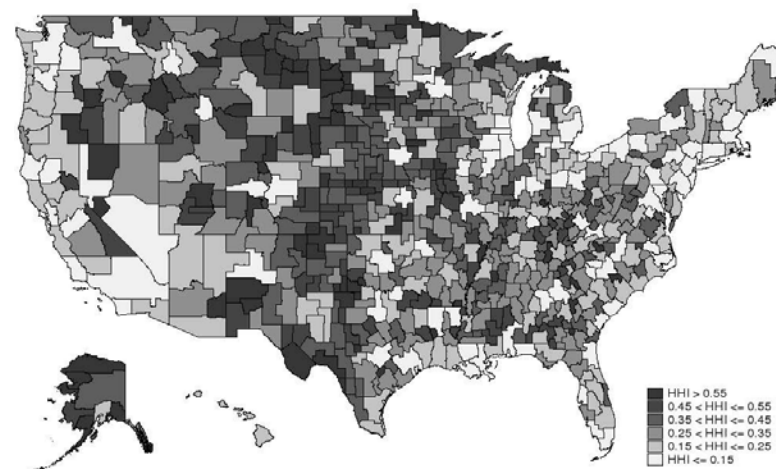 HHI > 0.55
0.45 < HHI <= 0.55
0.35 < HHI <= 0.45
0.25 < HHI <= 0.35
0.15 < HHI <= 0.25
HHI <= 0.15